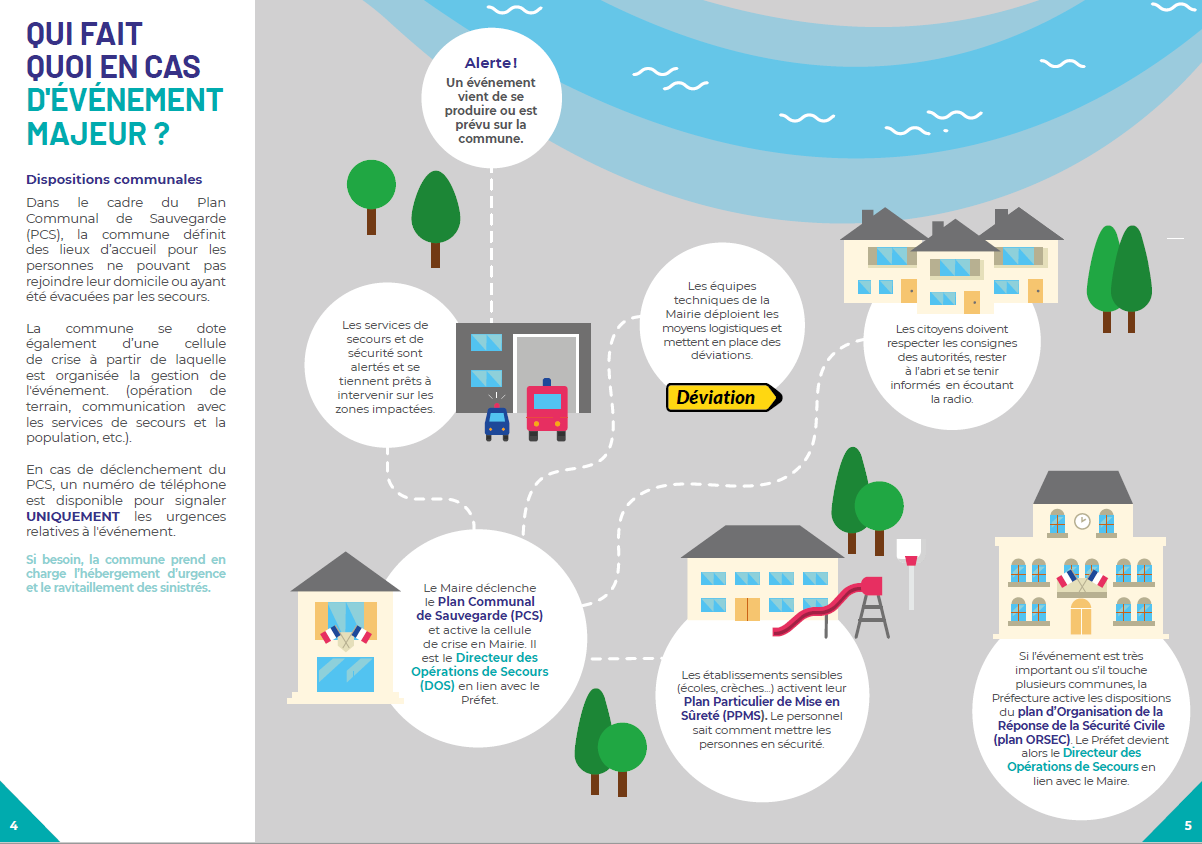 QUI FAIT
QUOI EN CAS
D'ÉVÉNEMENT
MAJEUR ?
Dispositions communales
Dans le cadre du Plan
Communal de Sauvegarde
(PCS), la commune définit
des lieux d'accueil pour les
personnes ne pouvant pas
rejoindre leur domicile ou ayant
été évacuées par les secours.
La commune se dote
également d'une cellule
de crise à partir de laquelle
est organisée la gestion de
l'événement. (opération de
terrain, communication avec
les services de secours et la
population, etc.).
En cas de déclenchement du
PCS, un numéro de téléphone
est disponible pour signaler
UNIQUEMENT les urgences
relatives à l'événement.
Si besoin, la commune prend en
charge l'hébergement d'urgence
et le ravitaillement des sinistrés.
4
Alerte !
Un événement
vient de se
produire ou est
prévu sur la
commune.
Les services de
secours et de
sécurité sont
alertés et se
tiennent prêts à
intervenir sur les
zones impactées.
Les équipes
techniques de la
Mairie déploient les
moyens logistiques et
mettent en place des
déviations.
Déviation
Les citoyens doivent
respecter les consignes
des autorités, rester
à l'abri et se tenir
informés en écoutant
la radio.
Le Maire déclenche
le Plan Communal
de Sauvegarde (PCS)
et active la cellule
de crise en Mairie. Il
est le Directeur des
Opérations de Secours
(DOS) en lien avec le
Préfet.
Les établissements sensibles
(écoles, crèches...) activent leur
Plan Particulier de Mise en
Sûreté (PPMS). Le personnel
sait comment mettre les
personnes en sécurité.
Si l'événement est très
important ou s'il touche
plusieurs communes, la
Préfecture active les dispositions
du plan d'Organisation de la
Réponse de la Sécurité Civile
(plan ORSEC). Le Préfet devient
alors le Directeur des
Opérations de Secours en
lien avec le Maire.
5